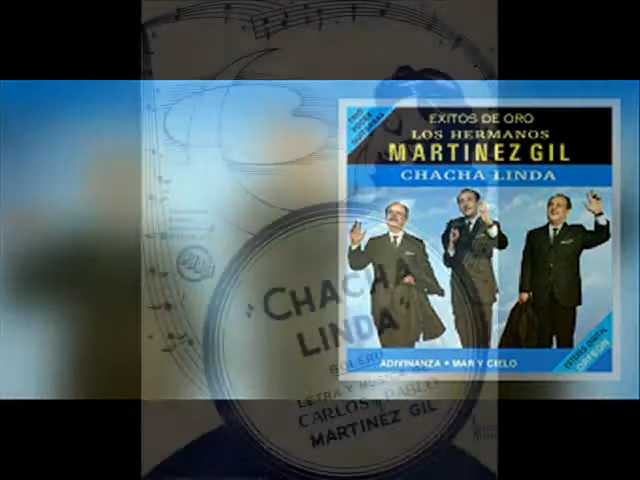 EXITOS DE ORO
LOS HERMANOS
MARTINEZ GIL
CHACHA LINDA
ADIVINANZA • MAR Y CIELO
ORFEON
"CHACHA
LINDA"
BOLERO
LETRA Y MUSICA
CARLOS Y PABLO
MARTINEZ GIL